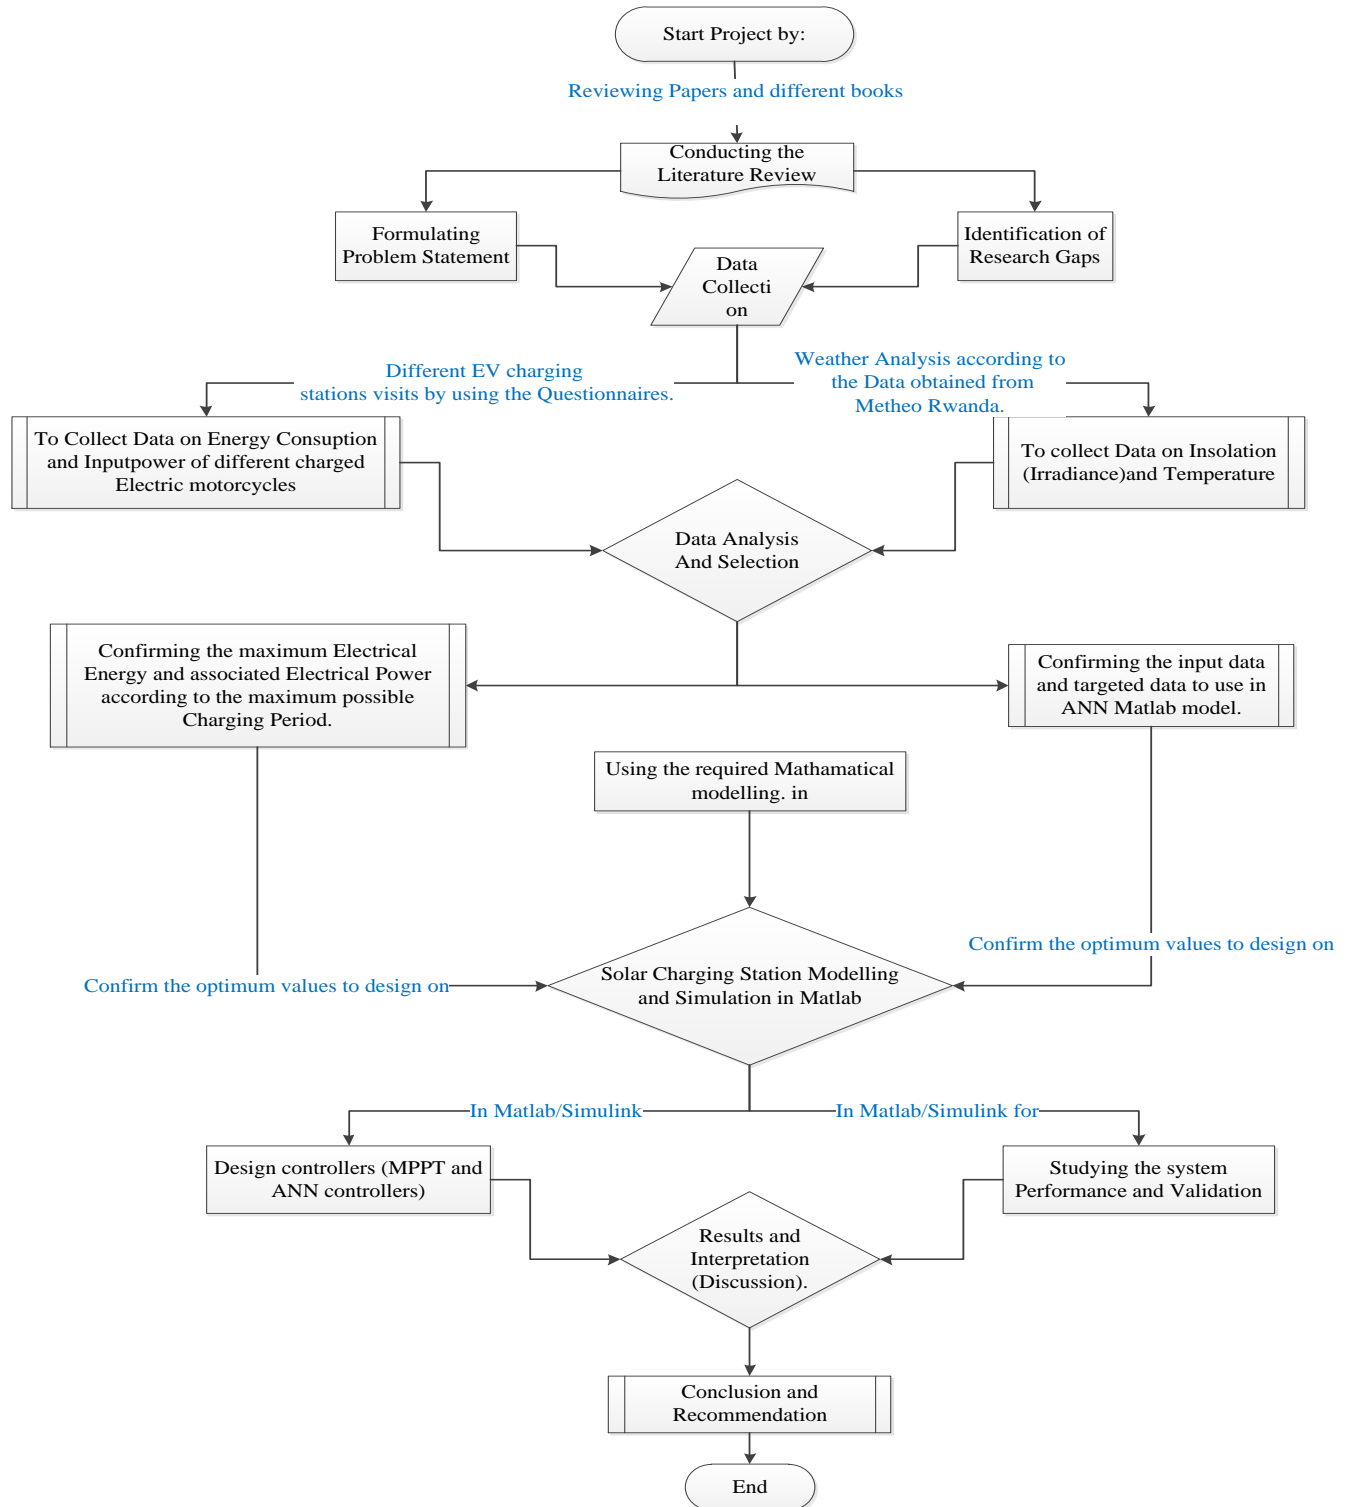 Start Project by:
Reviewing Papers and different books
Conducting the
Literature Review
Formulating
Problem Statement
Identification of
Research Gaps
Data
Collecti
on
Different EV charging
stations visits by using the Questionnaires.
Weather Analysis according to
the Data obtained from
Metheo Rwanda.
To Collect Data on Energy Consuption
and Inputpower of different charged
Electric motorcycles
To collect Data on Insolation
(Irradiance)and Temperature
Data Analysis
And Selection
Confirming the maximum Electrical
Energy and associated Electrical Power
according to the maximum possible
Charging Period.
Confirming the input data
and targeted data to use in
ANN Matlab model.
Using the required Mathamatical
modelling. in
Confirm the optimum values to design on
Confirm the optimum values to design on
Solar Charging Station Modelling
and Simulation in Matlab
In Matlab/Simulink
In Matlab/Simulink for
Design controllers (MPPT and
ANN controllers)
Studying the system
Performance and Validation
Results and
Interpretation
(Discussion).
Conclusion and
Recommendation
End